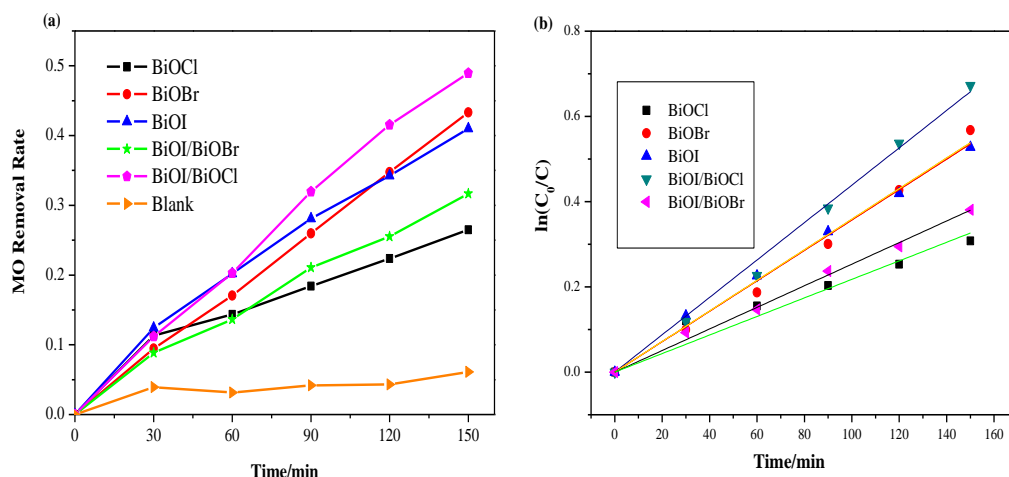 (a)
MO Removal Rate
0.5
0.4
0.3
0.2
0.1
0.0
BiOCl
BiOBr
BiOI
BiOI/BiOBr
BiOI/BiOCl
Blank
0 30 60 90 120 150
Time/min
(b)
ln(C₀/C)
0.8
0.6
0.4
0.2
0.0
BiOCl
BiOBr
BiOI
BiOI/BiOCl
BiOI/BiOBr
0 20 40 60 80 100 120 140 160
Time/min